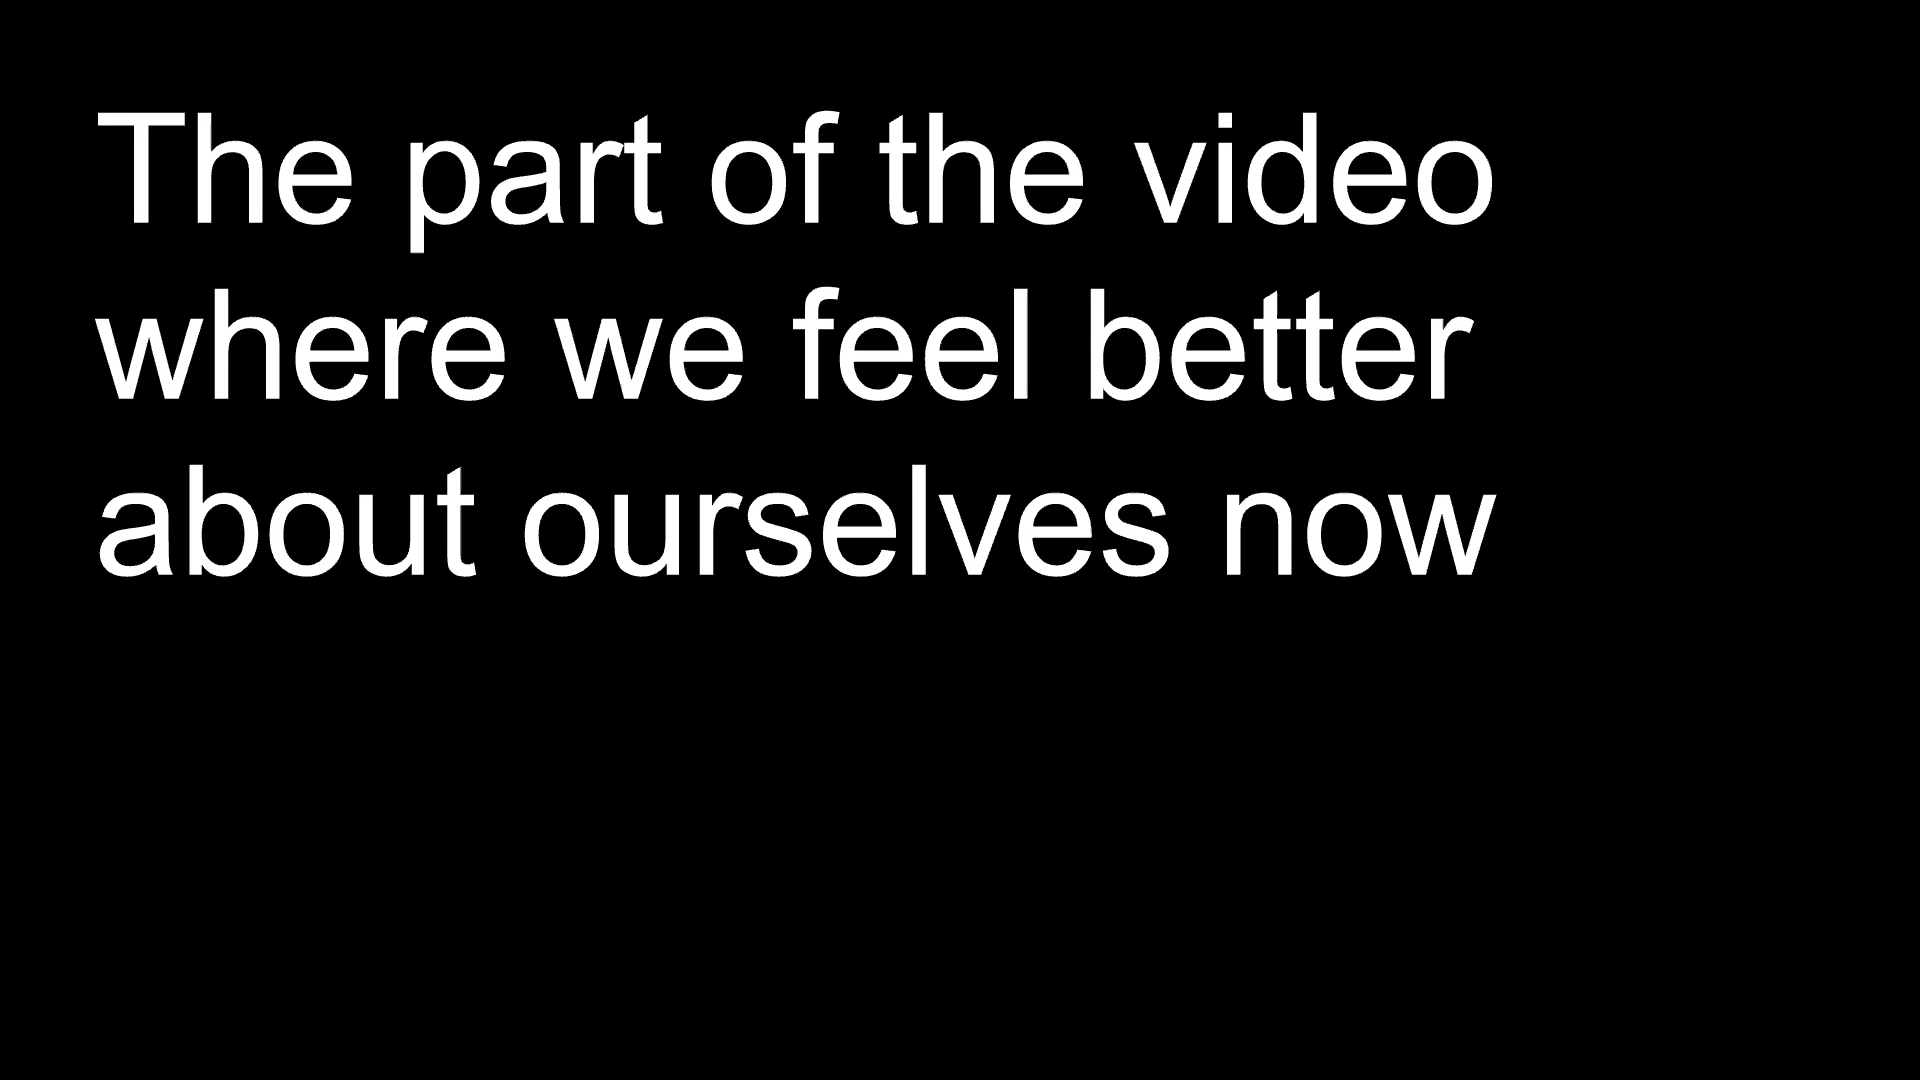 The part of the video
where we feel better
about ourselves now